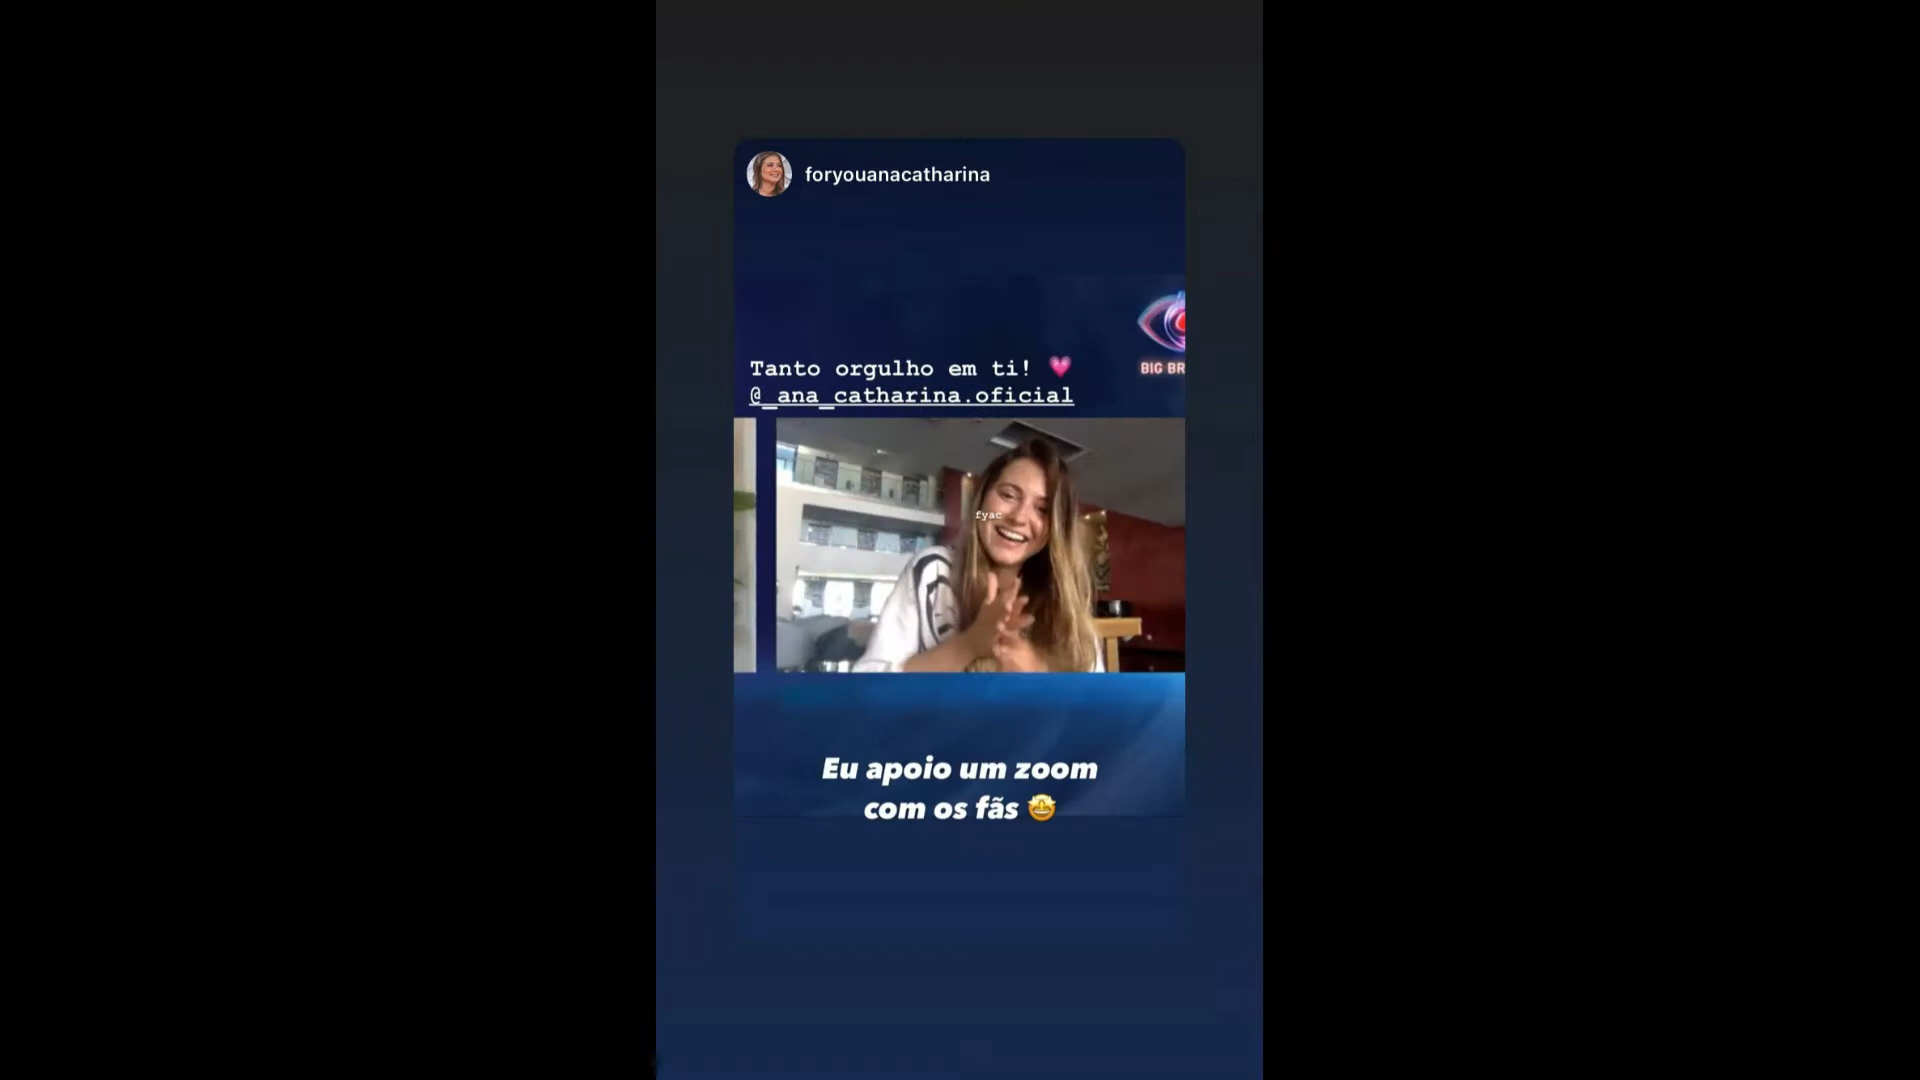 foryouanacatharina
BIG BR
Tanto orgulho em ti! 💗
@_ana_catharina.oficial
fyac
Eu apoio um zoom
com os fãs 🤩